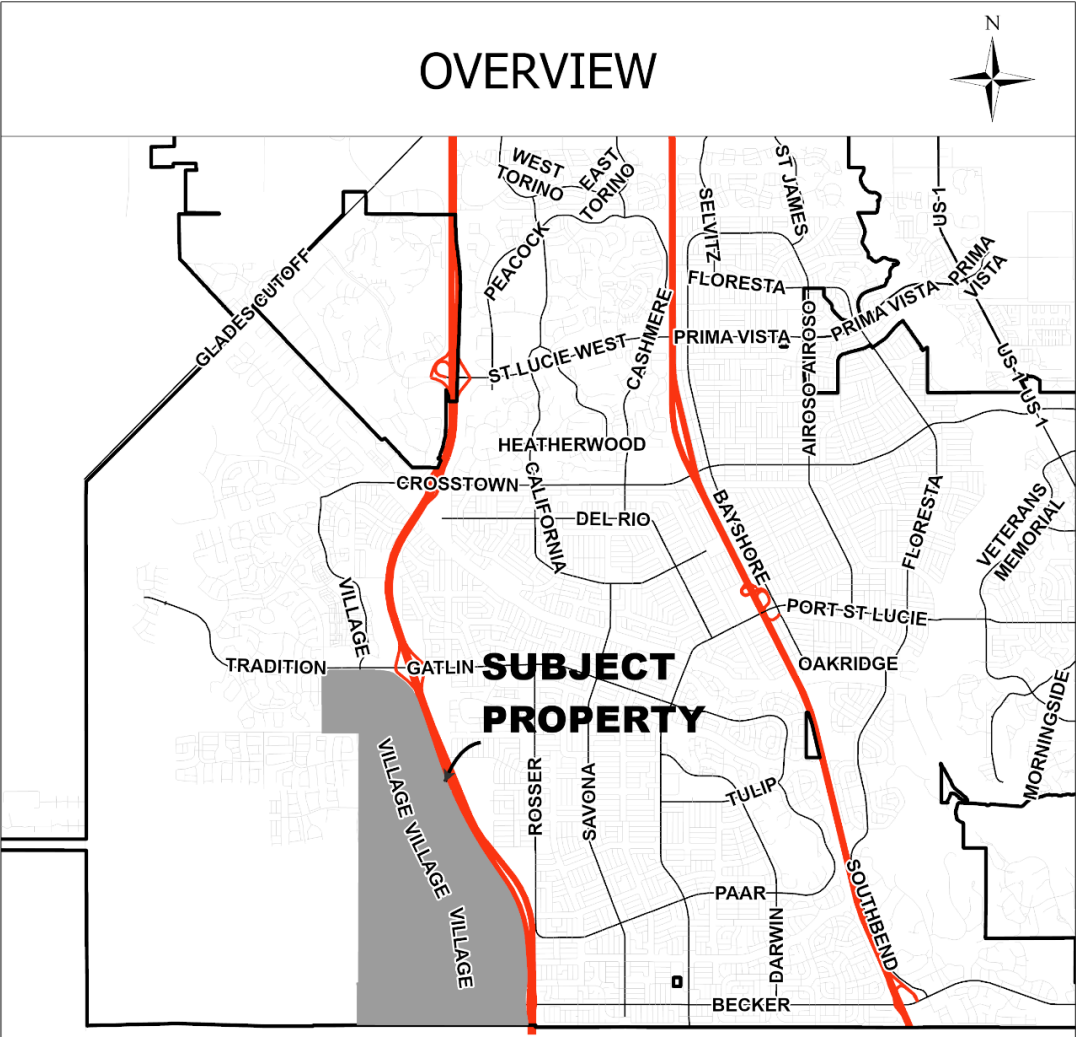 N
OVERVIEW
WEST
TORINO
EAST
TORINO
ST JAMES
SELVITZ
US-1
PEACOCK
PRIMA
VISTA
FLORESTA
GLADES CUTOFF
CASHMERE
PRIMA VISTA
PRIMA VISTA
ST LUCIE WEST
AIROSO
AIROSO
US-1
US-1
HEATHERWOOD
CROSSTOWN
CALIFORNIA
BAYSHORE
FLORESTA
VETERANS
MEMORIAL
DEL RIO
VILLAGE
PORT ST LUCIE
TRADITION
GATLIN
SUBJECT
PROPERTY
OAKRIDGE
MORNINGSIDE
VILLAGE
VILLAGE
VILLAGE
ROSSER
SAVONA
TULIP
PAAR
DARWIN
SOUTHBEND
BECKER